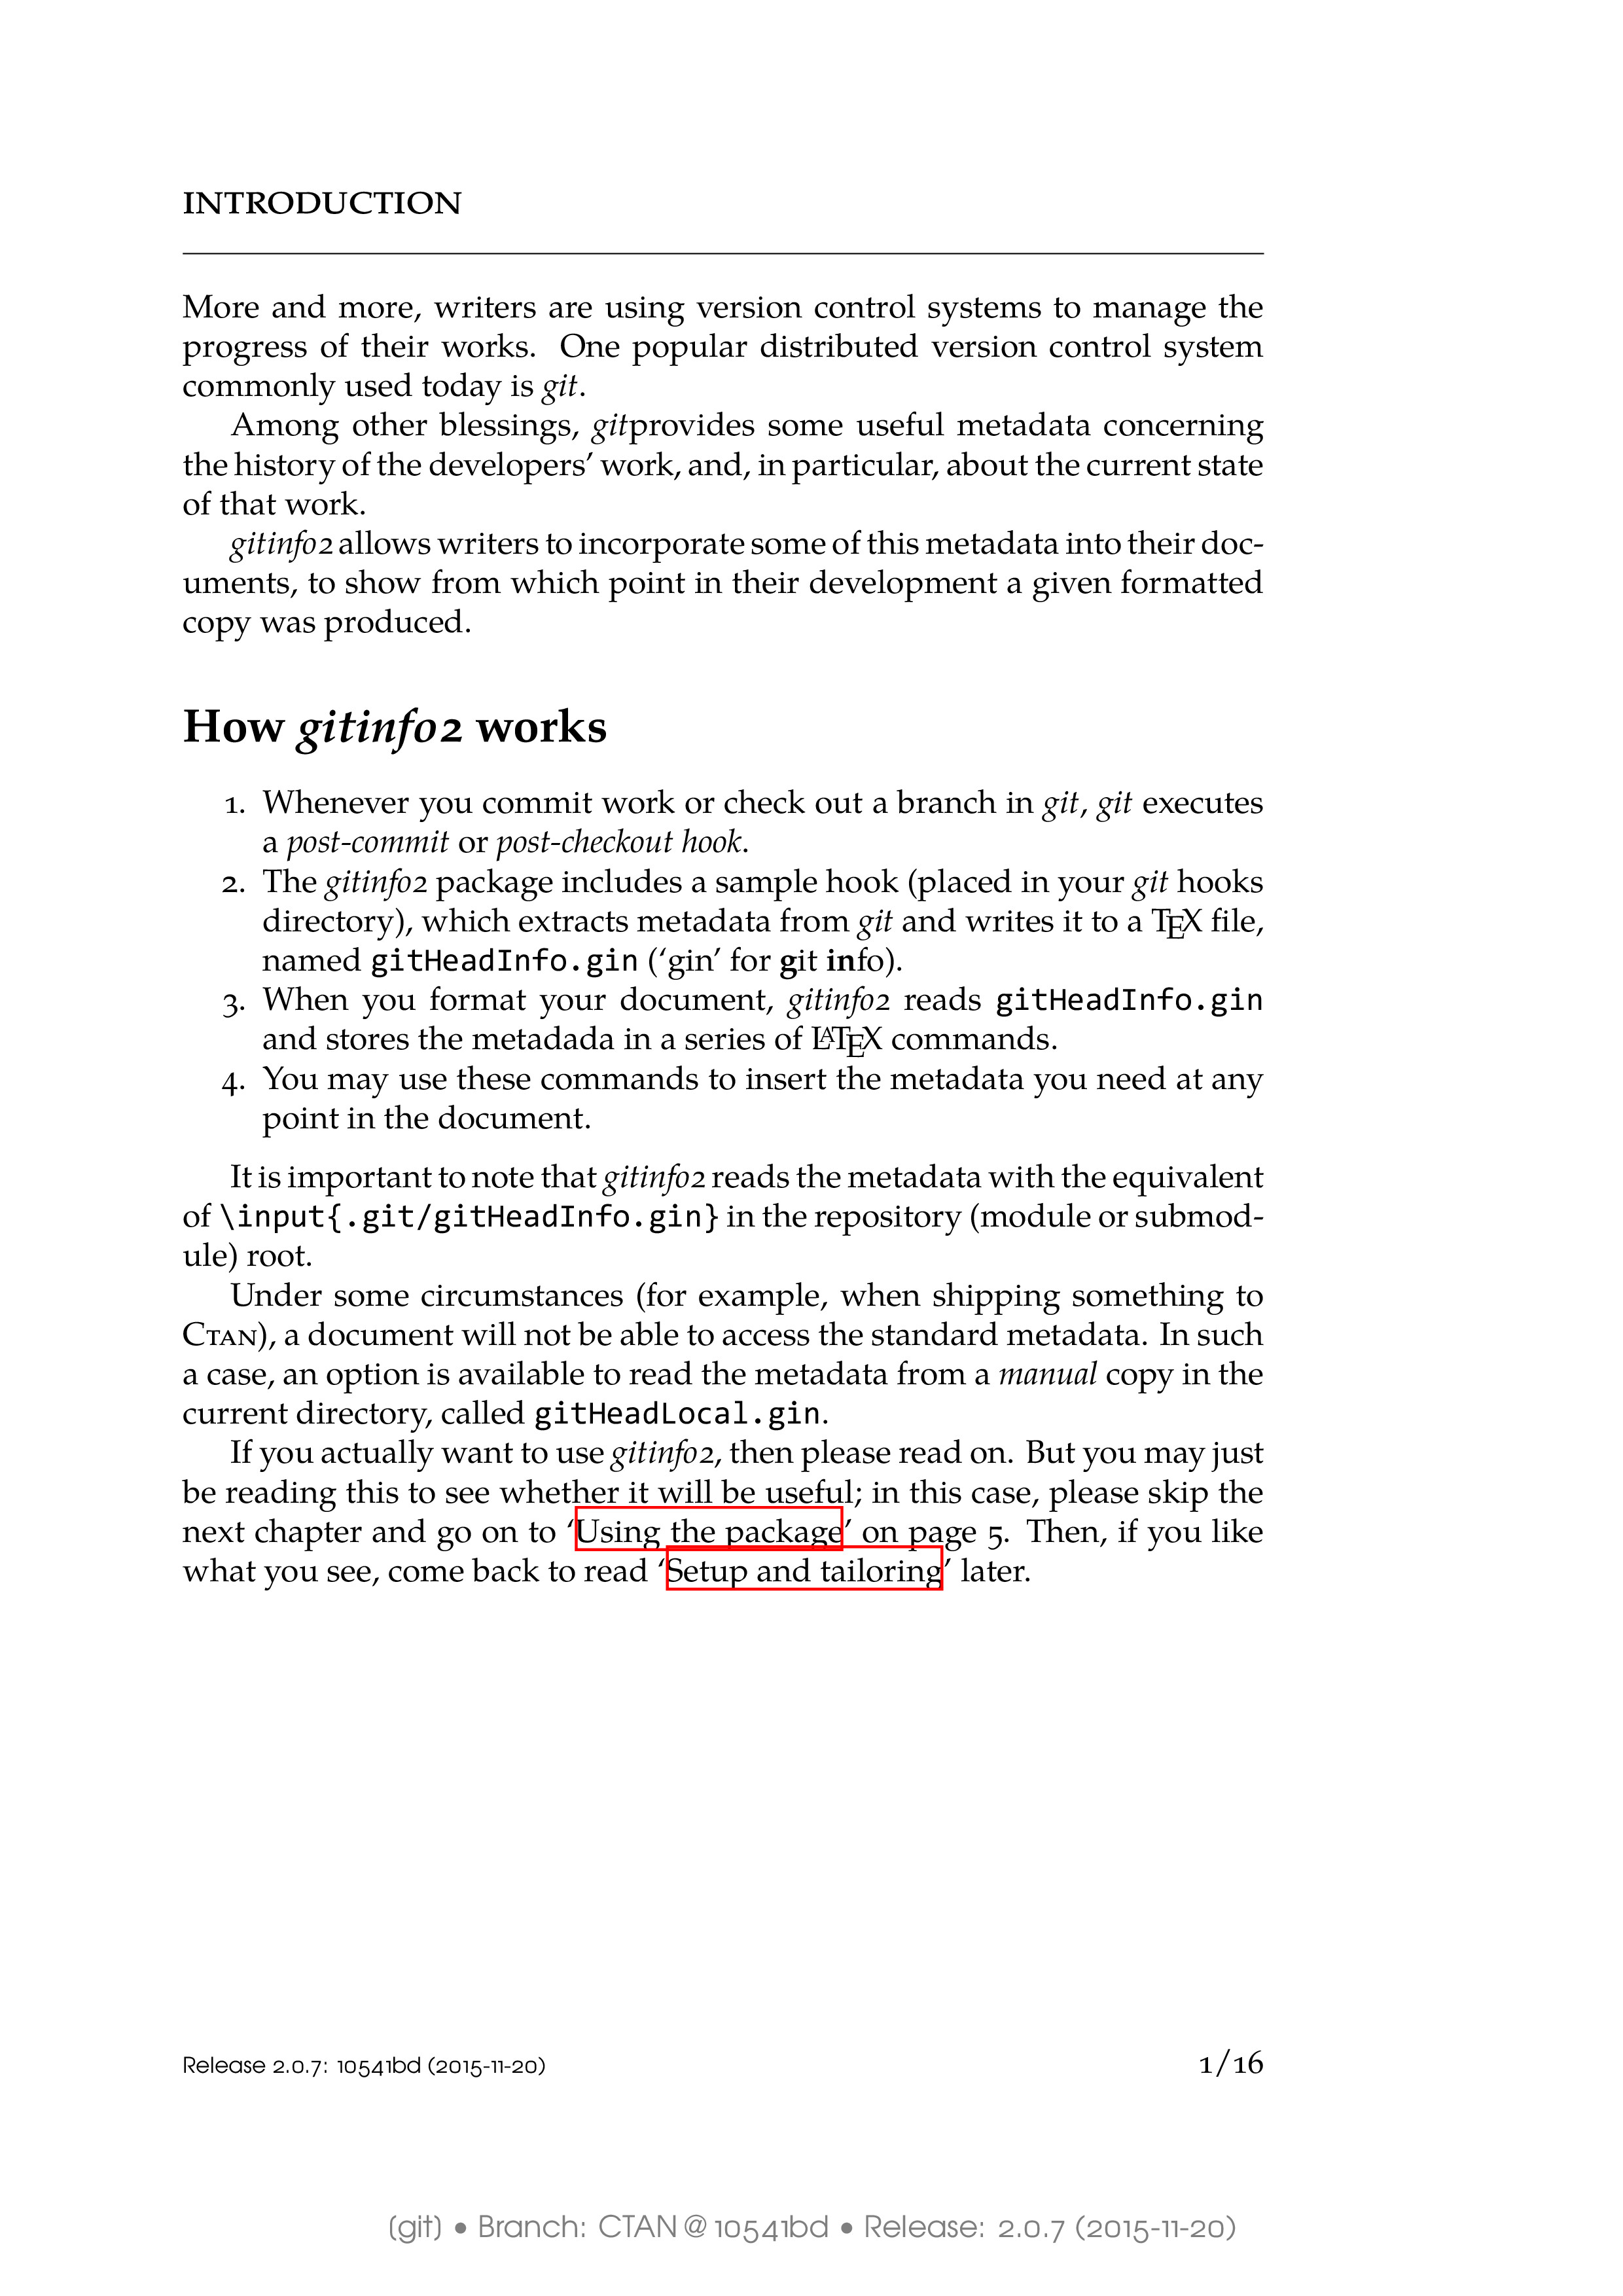 INTRODUCTION
More and more, writers are using version control systems to manage the
progress of their works. One popular distributed version control system
commonly used today is git.
Among other blessings, gitprovides some useful metadata concerning
the history of the developers’ work, and, in particular, about the current state
of that work.
gitinfo2 allows writers to incorporate some of this metadata into their doc-
uments, to show from which point in their development a given formatted
copy was produced.
How gitinfo2 works
1. Whenever you commit work or check out a branch in git, git executes
a post-commit or post-checkout hook.
2. The gitinfo2 package includes a sample hook (placed in your git hooks
directory), which extracts metadata from git and writes it to a TEX file,
named gitHeadInfo.gin (‘gin’ for git info).
3. When you format your document, gitinfo2 reads gitHeadInfo.gin
and stores the metadada in a series of LATEX commands.
4. You may use these commands to insert the metadata you need at any
point in the document.
It is important to note that gitinfo2 reads the metadata with the equivalent
of \input{.git/gitHeadInfo.gin} in the repository (module or submod-
ule) root.
Under some circumstances (for example, when shipping something to
CTAN), a document will not be able to access the standard metadata. In such
a case, an option is available to read the metadata from a manual copy in the
current directory, called gitHeadLocal.gin.
If you actually want to use gitinfo2, then please read on. But you may just
be reading this to see whether it will be useful; in this case, please skip the
next chapter and go on to ‘Using the package’ on page 5. Then, if you like
what you see, come back to read ‘Setup and tailoring’ later.
Release 2.0.7: 10541bd (2015-11-20) 1/16
(git) • Branch: CTAN @ 10541bd • Release: 2.0.7 (2015-11-20)